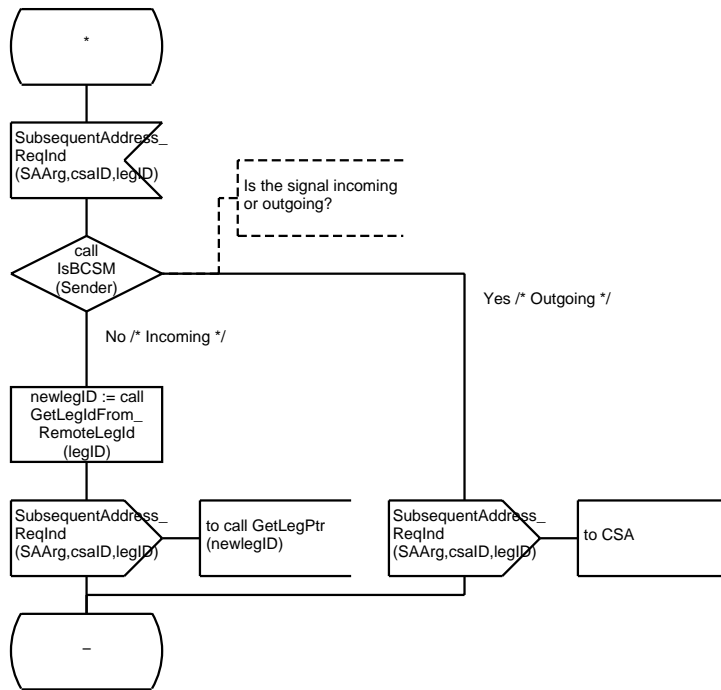 *
SubsequentAddress_
ReqInd
(SAArg,csaID,legID)
Is the signal incoming
or outgoing?
call
IsBCSM
(Sender)
Yes /* Outgoing */
No /* Incoming */
newlegID := call
GetLegIdFrom_
RemoteLegId
(legID)
SubsequentAddress_
ReqInd
(SAArg,csaID,legID)
to call GetLegPtr
(newlegID)
SubsequentAddress_
ReqInd
(SAArg,csaID,legID)
to CSA
–